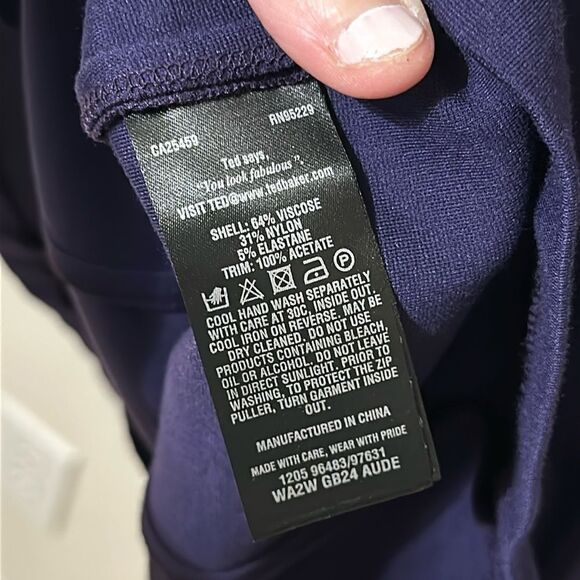 CA25459 RN95229
Ted says,
"You look fabulous".
VISIT TED@www.tedbaker.com
SHELL: 64% VISCOSE
31% NYLON
5% ELASTANE
TRIM: 100% ACETATE
COOL HAND WASH SEPARATELY
WITH CARE AT 30C, INSIDE OUT.
COOL IRON ON REVERSE, MAY BE
DRY CLEANED. DO NOT USE
PRODUCTS CONTAINING BLEACH,
OIL OR ALCOHOL. DO NOT LEAVE
IN DIRECT SUNLIGHT. PRIOR TO
WASHING, TO PROTECT THE ZIP
PULLER, TURN GARMENT INSIDE
OUT.
MANUFACTURED IN CHINA
MADE WITH CARE, WEAR WITH PRIDE
1205 96483/97631
WA2W GB24 AUDE